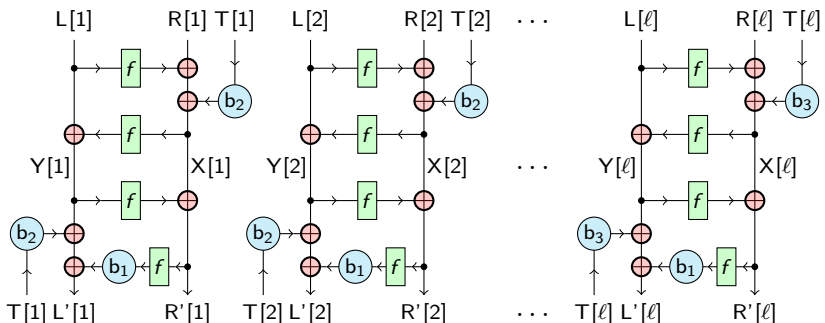 L[1] R[1] T[1] L[2] R[2] T[2] ... L[ℓ] R[ℓ] T[ℓ]
f f f
b₂ b₂ b₃
f f f
Y[1] X[1] Y[2] X[2] ... Y[ℓ] X[ℓ]
f f f
b₂ b₂ b₃
b₁ f b₁ f b₁ f
T[1] L'[1] R'[1] T[2] L'[2] R'[2] ... T[ℓ] L'[ℓ] R'[ℓ]